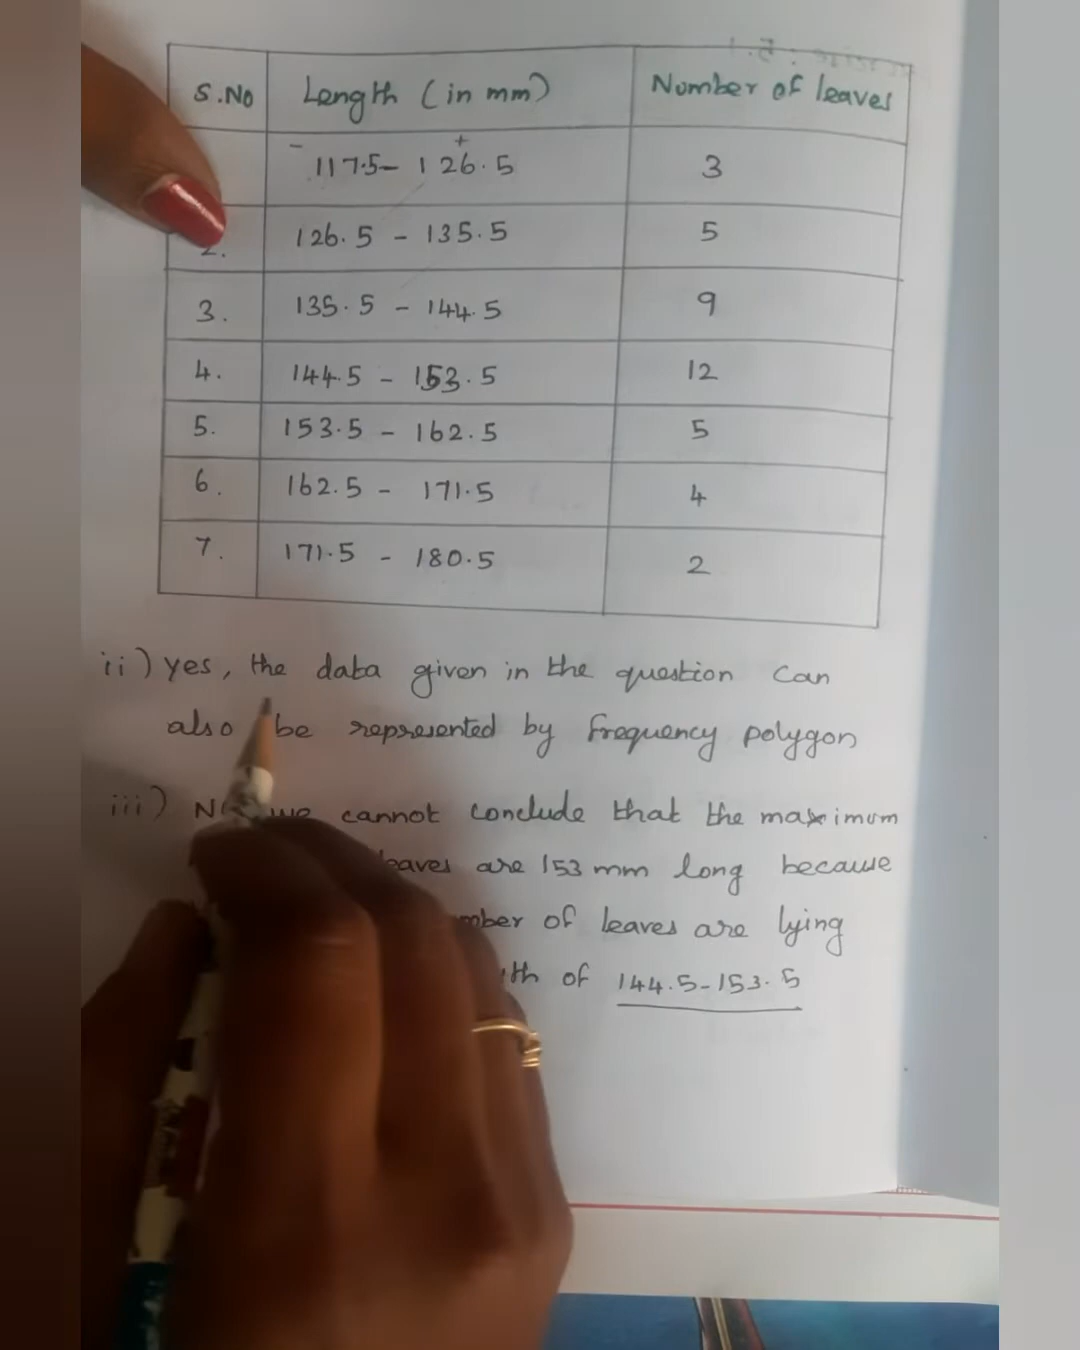 S.No Length (in mm) Number of leaves
117.5- 126.5 3
2. 126.5 - 135.5 5
3. 135.5 - 144.5 9
4. 144.5 - 153.5 12
5. 153.5 - 162.5 5
6. 162.5 - 171.5 4
7. 171.5 - 180.5 2
ii) yes, the data given in the question can
also be represented by frequency polygon
iii) we cannot conclude that the maximum
leaves are 153 mm long because
of leaves are lying
of 144.5-153.5